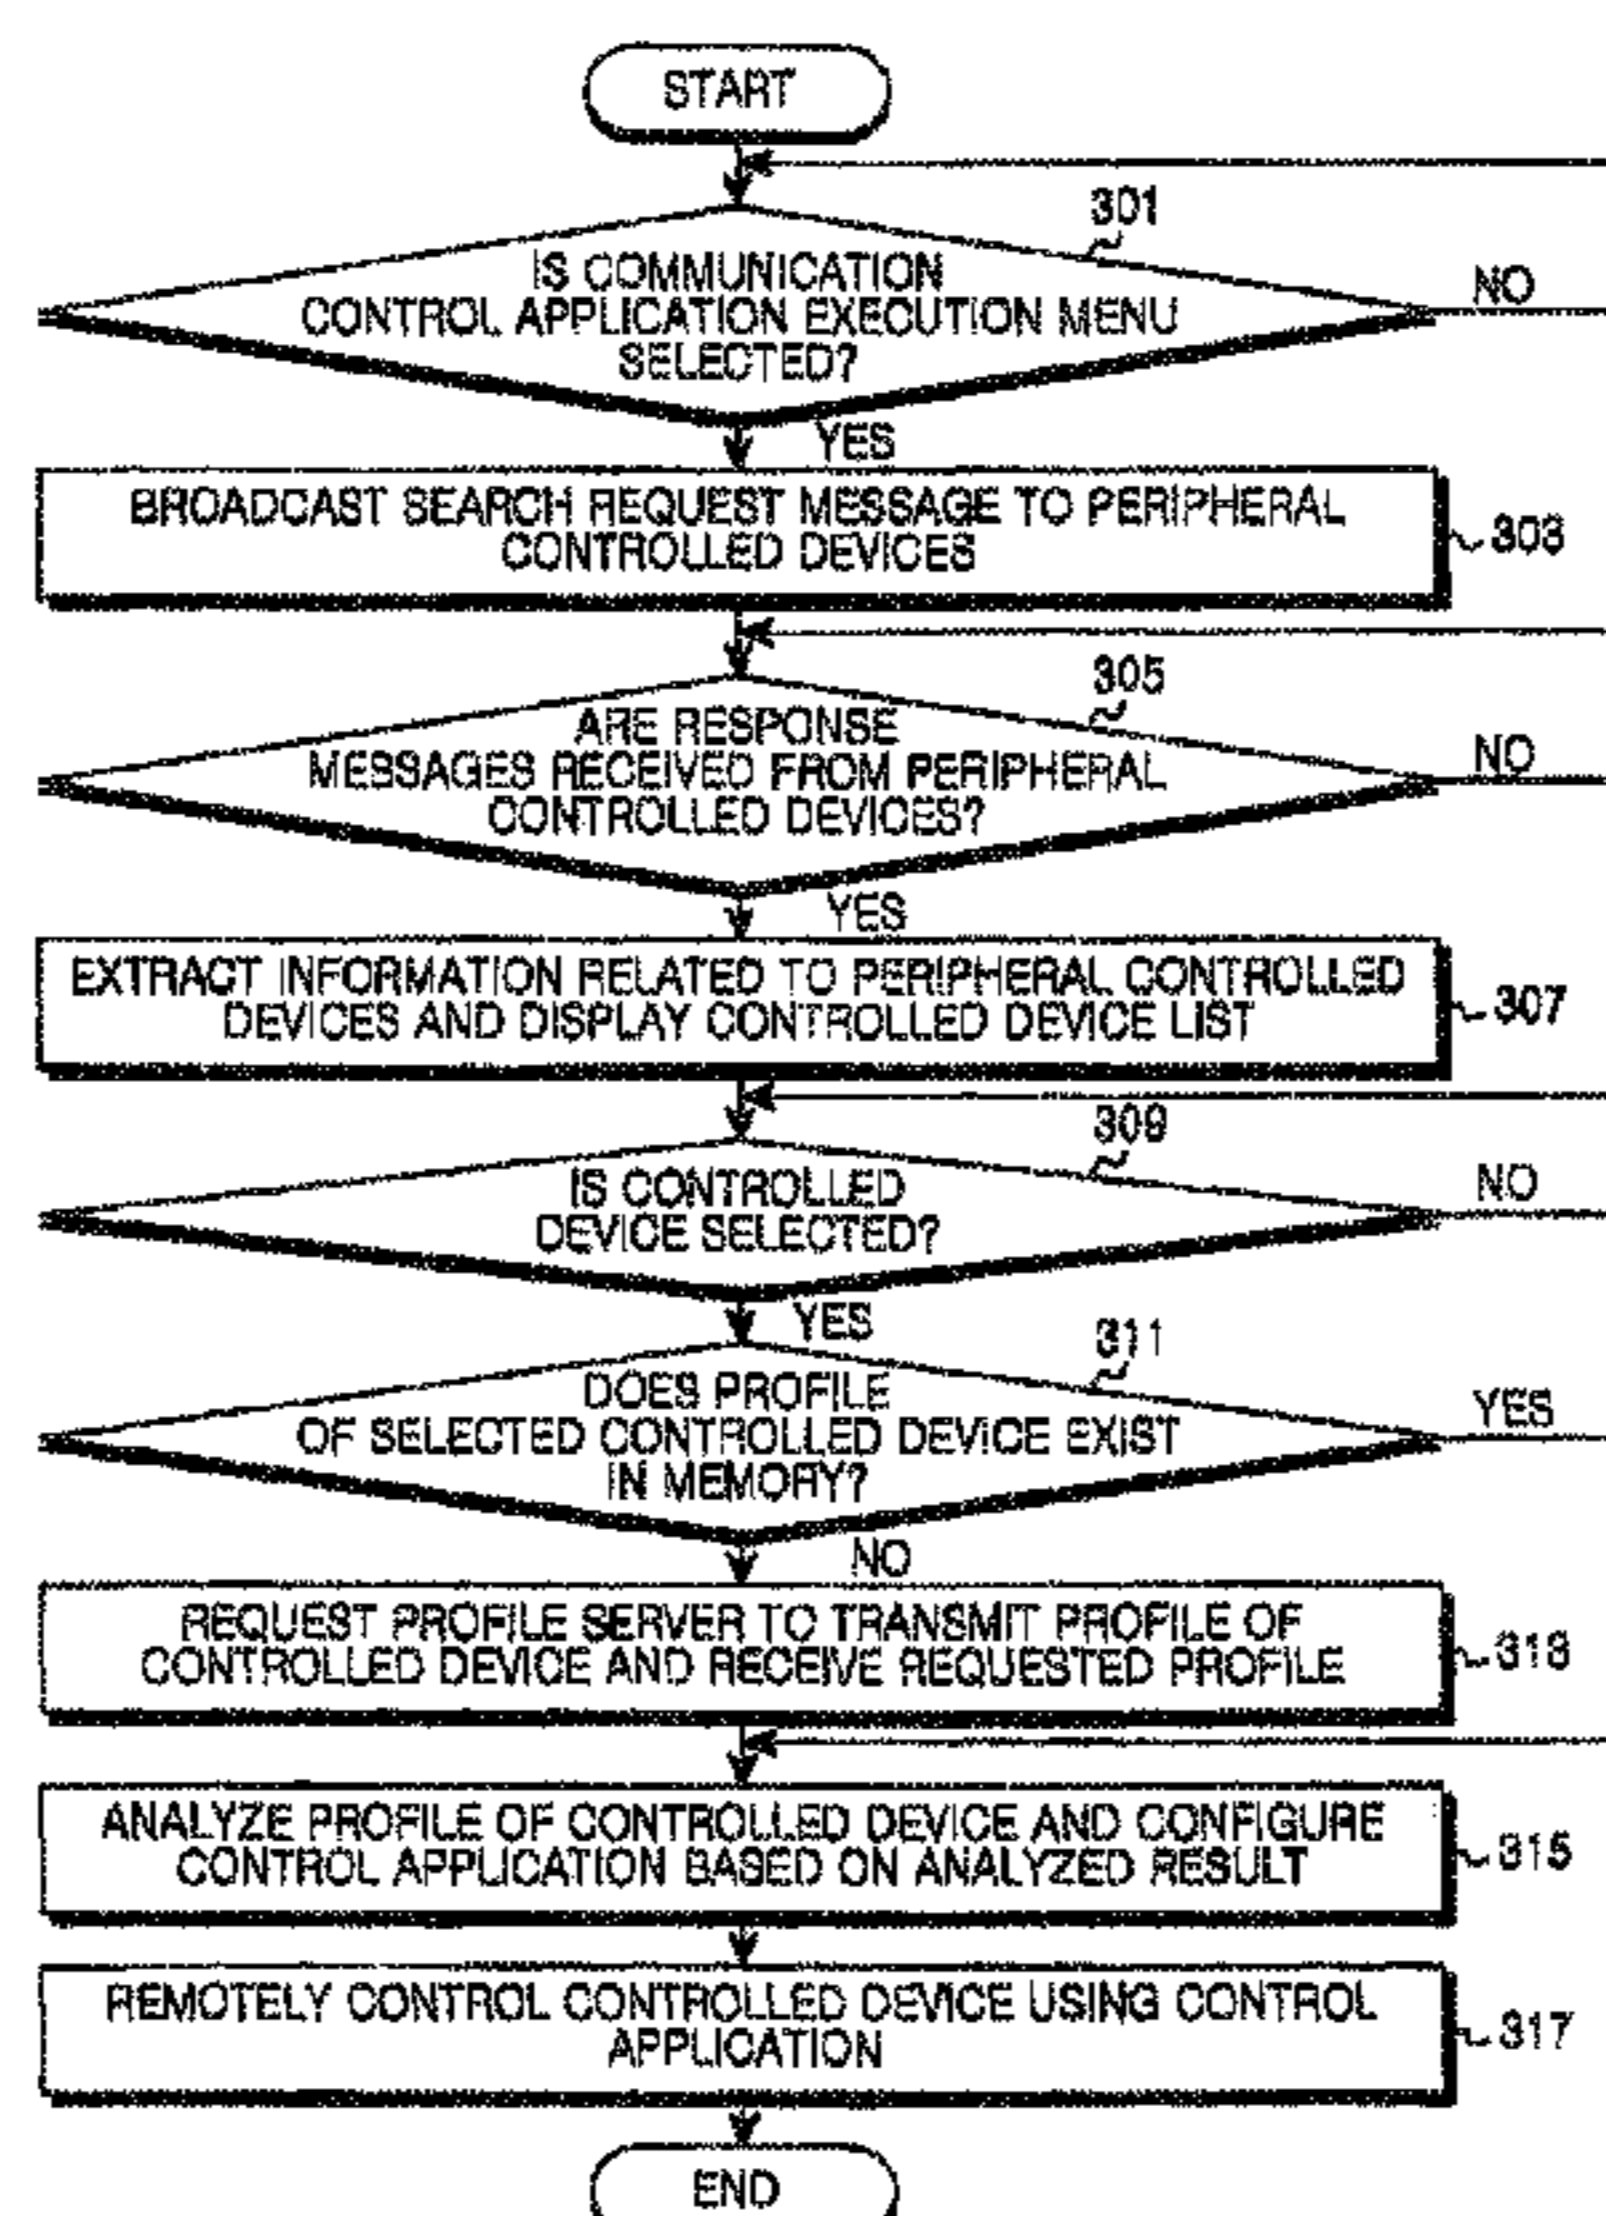 START
301
IS COMMUNICATION
CONTROL APPLICATION EXECUTION MENU
SELECTED?
NO
YES
BROADCAST SEARCH REQUEST MESSAGE TO PERIPHERAL
CONTROLLED DEVICES
303
305
ARE RESPONSE
MESSAGES RECEIVED FROM PERIPHERAL
CONTROLLED DEVICES?
NO
YES
EXTRACT INFORMATION RELATED TO PERIPHERAL CONTROLLED
DEVICES AND DISPLAY CONTROLLED DEVICE LIST
307
309
IS CONTROLLED
DEVICE SELECTED?
NO
YES
311
DOES PROFILE
OF SELECTED CONTROLLED DEVICE EXIST
IN MEMORY?
YES
NO
REQUEST PROFILE SERVER TO TRANSMIT PROFILE OF
CONTROLLED DEVICE AND RECEIVE REQUESTED PROFILE
313
ANALYZE PROFILE OF CONTROLLED DEVICE AND CONFIGURE
CONTROL APPLICATION BASED ON ANALYZED RESULT
315
REMOTELY CONTROL CONTROLLED DEVICE USING CONTROL
APPLICATION
317
END